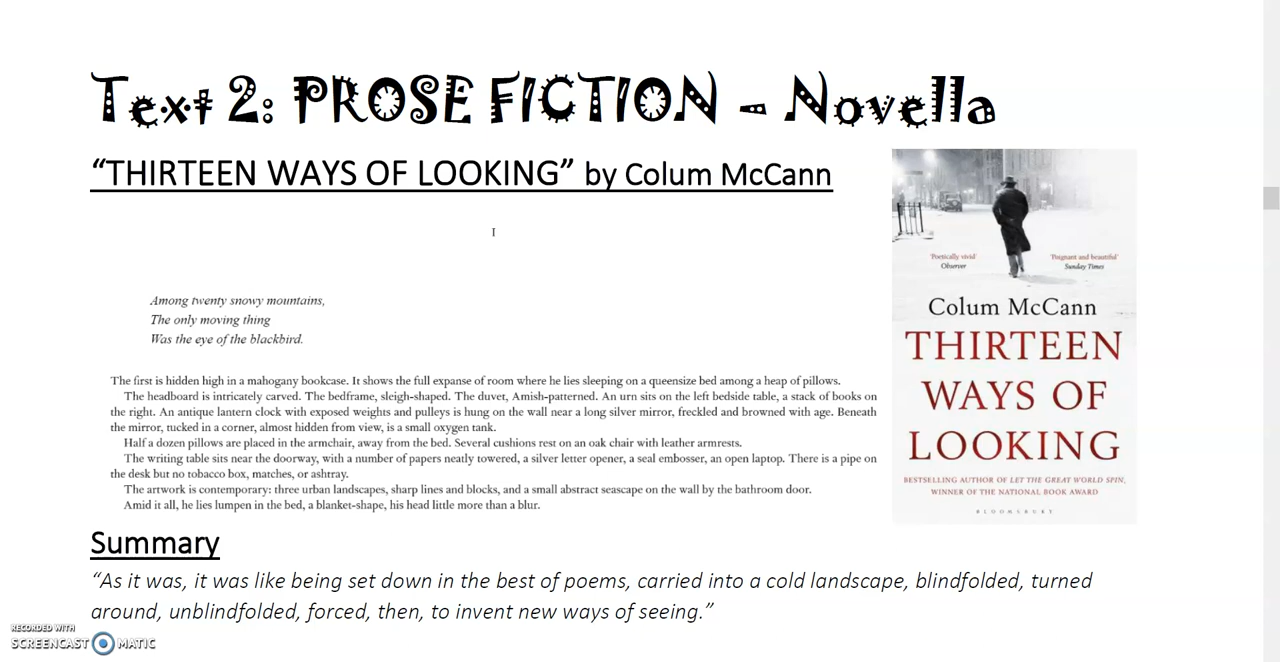 Text 2: PROSE FICTION - Novella
“THIRTEEN WAYS OF LOOKING” by Colum McCann
I
Among twenty snowy mountains,
The only moving thing
Was the eye of the blackbird.
The first is hidden high in a mahogany bookcase. It shows the full expanse of room where he lies sleeping on a queensize bed among a heap of pillows.
The headboard is intricately carved. The bedframe, sleigh-shaped. The duvet, Amish-patterned. An urn sits on the left bedside table, a stack of books on
the right. An antique lantern clock with exposed weights and pulleys is hung on the wall near a long silver mirror, freckled and browned with age. Beneath
the mirror, tucked in a corner, almost hidden from view, is a small oxygen tank.
Half a dozen pillows are placed in the armchair, away from the bed. Several cushions rest on an oak chair with leather armrests.
The writing table sits near the doorway, with a number of papers neatly towered, a silver letter opener, a seal embosser, an open laptop. There is a pipe on
the desk but no tobacco box, matches, or ashtray.
The artwork is contemporary: three urban landscapes, sharp lines and blocks, and a small abstract seascape on the wall by the bathroom door.
Amid it all, he lies lumpen in the bed, a blanket-shape, his head little more than a blur.
‘Poetically vivid’
Observer
‘Poignant and beautiful’
Sunday Times
Colum McCann
THIRTEEN
WAYS OF
LOOKING
BESTSELLING AUTHOR OF LET THE GREAT WORLD SPIN,
WINNER OF THE NATIONAL BOOK AWARD
BLOOMSBURY
Summary
“As it was, it was like being set down in the best of poems, carried into a cold landscape, blindfolded, turned
around, unblindfolded, forced, then, to invent new ways of seeing.”
RECORDED WITH
SCREENCAST MATIC